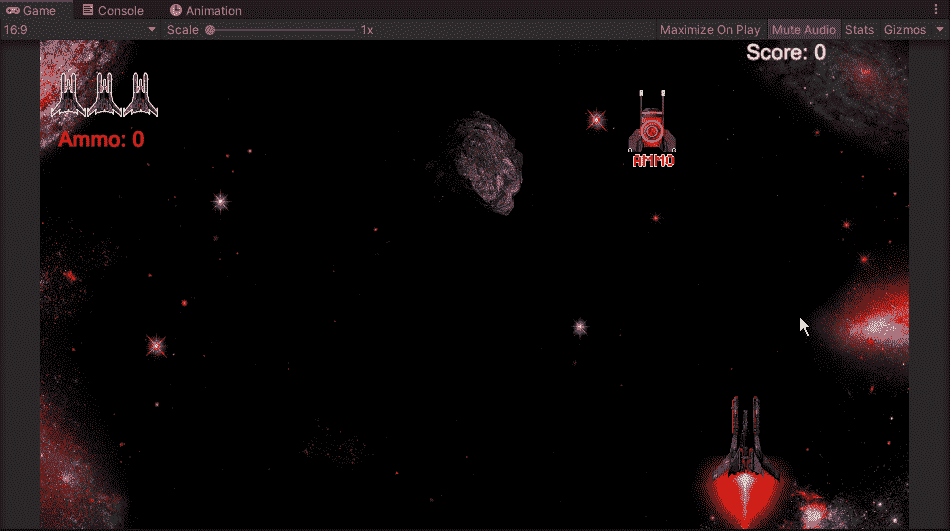 Game Console Animation
16:9 Scale 1x Maximize On Play Mute Audio Stats Gizmos
Score: 0
Ammo: 0
AMMO